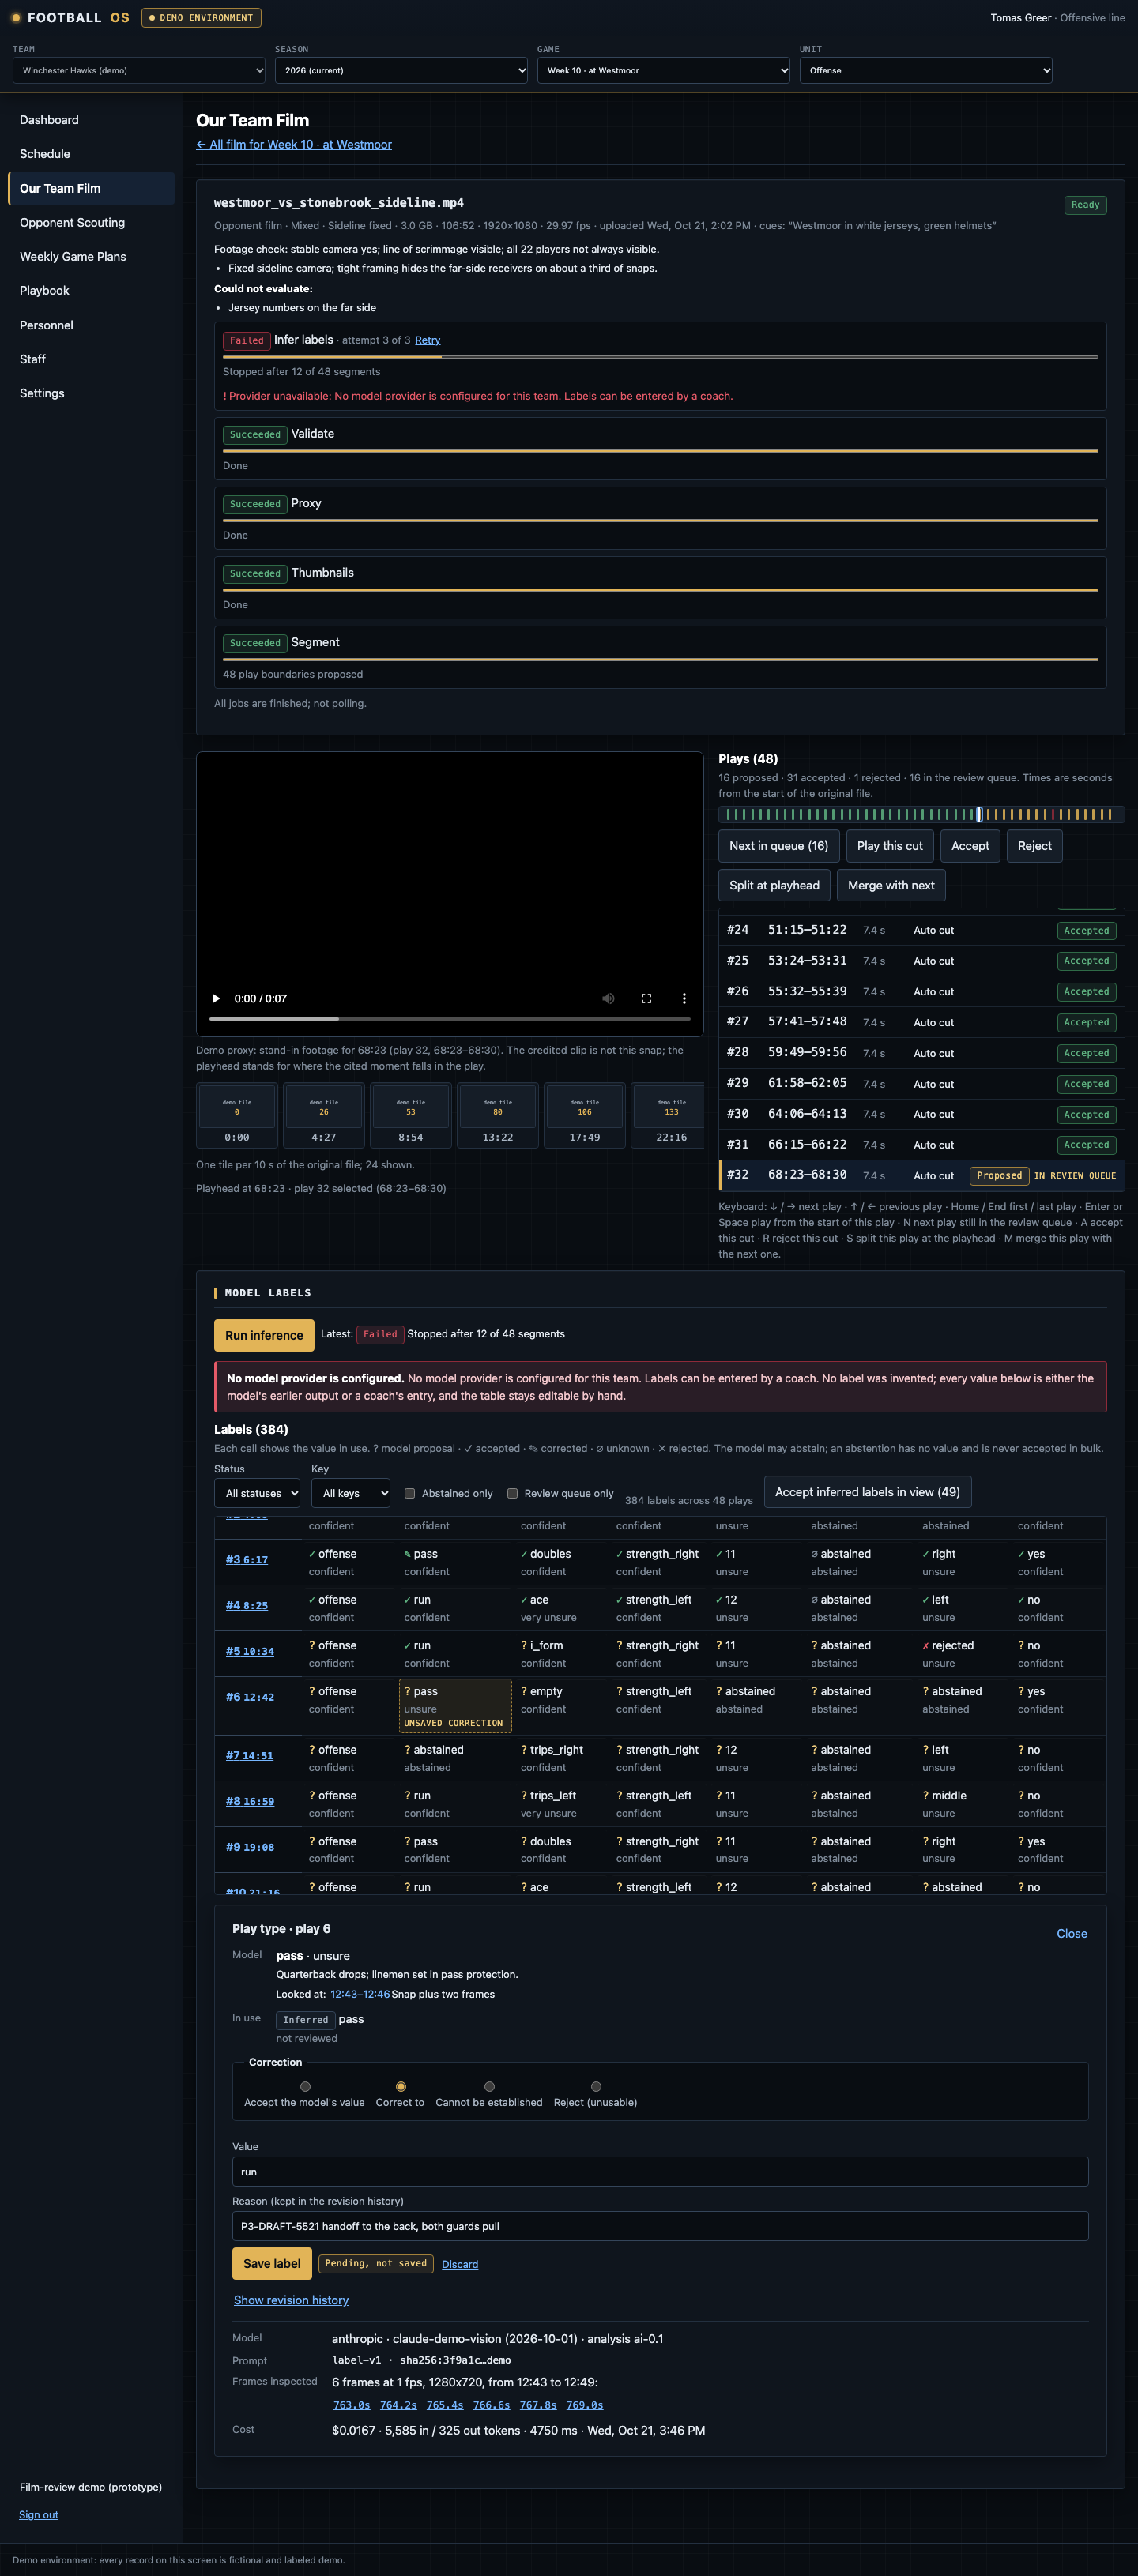 FOOTBALL OS
DEMO ENVIRONMENT
Tomas Greer · Offensive line
TEAM
SEASON
GAME
UNIT
Winchester Hawks (demo)
2026 (current)
Week 10 · at Westmoor
Offense
Dashboard
Schedule
Our Team Film
Opponent Scouting
Weekly Game Plans
Playbook
Personnel
Staff
Settings
Film-review demo (prototype)
Sign out
Our Team Film
← All film for Week 10 · at Westmoor
westmoor_vs_stonebrook_sideline.mp4
Ready
Opponent film · Mixed · Sideline fixed · 3.0 GB · 106:52 · 1920×1080 · 29.97 fps · uploaded Wed, Oct 21, 2:02 PM · cues: “Westmoor in white jerseys, green helmets”
Footage check: stable camera yes; line of scrimmage visible; all 22 players not always visible.
• Fixed sideline camera; tight framing hides the far-side receivers on about a third of snaps.
Could not evaluate:
• Jersey numbers on the far side
Failed Infer labels · attempt 3 of 3 Retry
Stopped after 12 of 48 segments
! Provider unavailable: No model provider is configured for this team. Labels can be entered by a coach.
Succeeded Validate
Done
Succeeded Proxy
Done
Succeeded Thumbnails
Done
Succeeded Segment
48 play boundaries proposed
All jobs are finished; not polling.
0:00 / 0:07
Demo proxy: stand-in footage for 68:23 (play 32, 68:23–68:30). The credited clip is not this snap; the
playhead stands for where the cited moment falls in the play.
demo tile demo tile demo tile demo tile demo tile demo tile
0 26 53 80 106 133
0:00 4:27 8:54 13:22 17:49 22:16
One tile per 10 s of the original file; 24 shown.
Playhead at 68:23 · play 32 selected (68:23–68:30)
Plays (48)
16 proposed · 31 accepted · 1 rejected · 16 in the review queue. Times are seconds
from the start of the original file.
Next in queue (16)
Play this cut
Accept
Reject
Split at playhead
Merge with next
#24 51:15–51:22 7.4 s Auto cut Accepted
#25 53:24–53:31 7.4 s Auto cut Accepted
#26 55:32–55:39 7.4 s Auto cut Accepted
#27 57:41–57:48 7.4 s Auto cut Accepted
#28 59:49–59:56 7.4 s Auto cut Accepted
#29 61:58–62:05 7.4 s Auto cut Accepted
#30 64:06–64:13 7.4 s Auto cut Accepted
#31 66:15–66:22 7.4 s Auto cut Accepted
#32 68:23–68:30 7.4 s Auto cut Proposed IN REVIEW QUEUE
Keyboard: ↓ / → next play · ↑ / ← previous play · Home / End first / last play · Enter or
Space play from the start of this play · N next play still in the review queue · A accept
this cut · R reject this cut · S split this play at the playhead · M merge this play with
the next one.
MODEL LABELS
Run inference
Latest: Failed Stopped after 12 of 48 segments
No model provider is configured. No model provider is configured for this team. Labels can be entered by a coach. No label was invented; every value below is either the
model's earlier output or a coach's entry, and the table stays editable by hand.
Labels (384)
Each cell shows the value in use. ? model proposal · ✓ accepted · ✎ corrected · ∅ unknown · ✕ rejected. The model may abstain; an abstention has no value and is never accepted in bulk.
Status
Key
All statuses
All keys
Abstained only
Review queue only
384 labels across 48 plays
Accept inferred labels in view (49)
confident confident confident confident unsure abstained abstained confident
#3 6:17 ✓ offense ✎ pass ✓ doubles ✓ strength_right ✓ 11 ∅ abstained ✓ right ✓ yes
confident confident confident confident unsure abstained unsure confident
#4 8:25 ✓ offense ✓ run ✓ ace ✓ strength_left ✓ 12 ∅ abstained ✓ left ✓ no
confident confident very unsure confident unsure abstained unsure confident
#5 10:34 ? offense ✓ run ? i_form ? strength_right ? 11 ? abstained ✗ rejected ? no
confident confident confident confident unsure abstained unsure confident
#6 12:42 ? offense ? pass ? empty ? strength_left ? abstained ? abstained ? abstained ? yes
confident unsure confident confident abstained abstained abstained confident
UNSAVED CORRECTION
#7 14:51 ? offense ? abstained ? trips_right ? strength_right ? 12 ? abstained ? left ? no
confident abstained confident confident unsure abstained unsure confident
#8 16:59 ? offense ? run ? trips_left ? strength_left ? 11 ? abstained ? middle ? no
confident confident very unsure confident unsure abstained unsure confident
#9 19:08 ? offense ? pass ? doubles ? strength_right ? 11 ? abstained ? right ? yes
confident confident confident confident unsure abstained unsure confident
#10 21:16 ? offense ? run ? ace ? strength_left ? 12 ? abstained ? abstained ? no
Play type · play 6
Close
Model pass · unsure
Quarterback drops; linemen set in pass protection.
Looked at: 12:43–12:46 Snap plus two frames
In use Inferred pass
not reviewed
Correction
Accept the model's value
Correct to
Cannot be established
Reject (unusable)
Value
run
Reason (kept in the revision history)
P3-DRAFT-5521 handoff to the back, both guards pull
Save label
Pending, not saved
Discard
Show revision history
Model anthropic · claude-demo-vision (2026-10-01) · analysis ai-0.1
Prompt label-v1 · sha256:3f9a1c…demo
Frames inspected 6 frames at 1 fps, 1280x720, from 12:43 to 12:49:
763.0s 764.2s 765.4s 766.6s 767.8s 769.0s
Cost $0.0167 · 5,585 in / 325 out tokens · 4750 ms · Wed, Oct 21, 3:46 PM
Demo environment: every record on this screen is fictional and labeled demo.